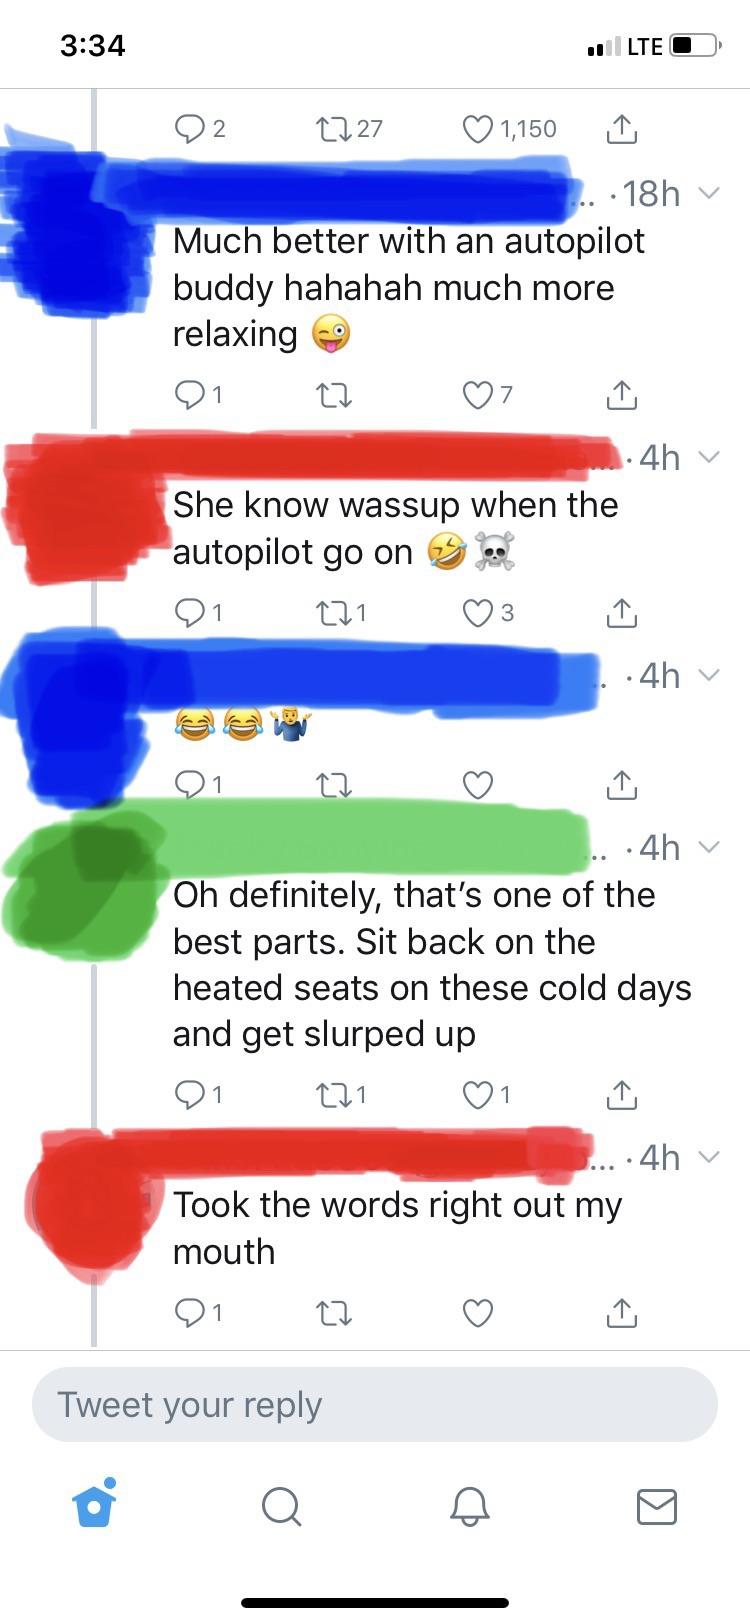 3:34 LTE
2 27 1,150
... · 18h
Much better with an autopilot
buddy hahahah much more
relaxing 😜
1 7
... · 4h
She know wassup when the
autopilot go on 🤣☠️
1 1 3
. · 4h
😂😂🤷‍♂️
1
... · 4h
Oh definitely, that's one of the
best parts. Sit back on the
heated seats on these cold days
and get slurped up
1 1 1
... · 4h
Took the words right out my
mouth
1
Tweet your reply